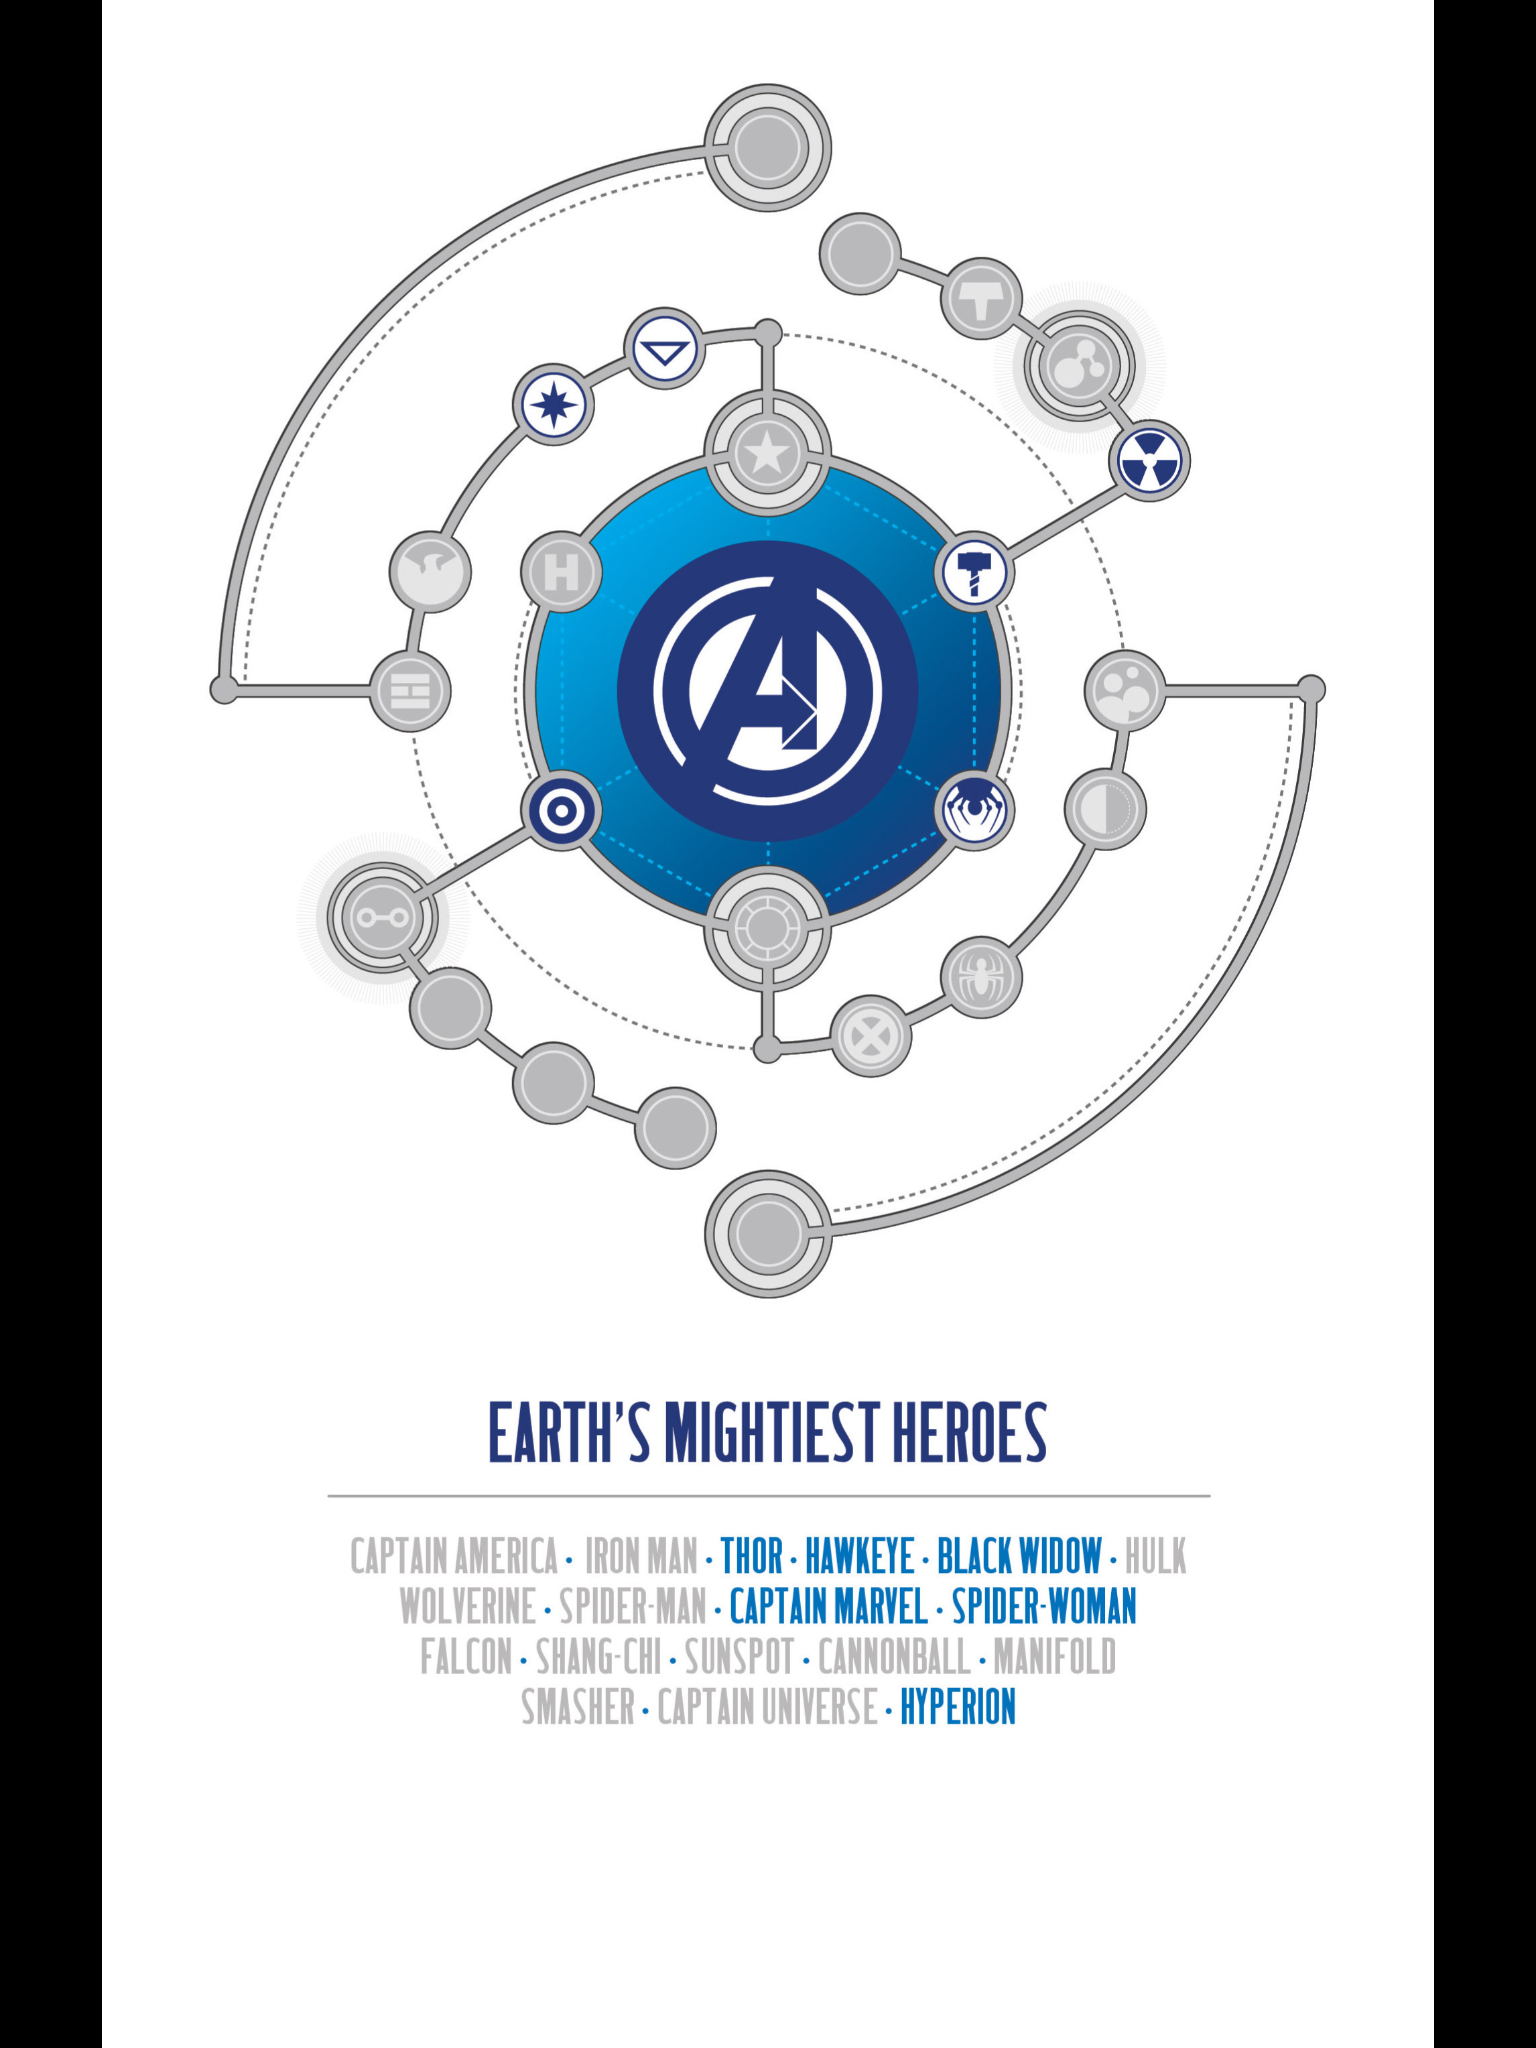 H
EARTH'S MIGHTIEST HEROES
CAPTAIN AMERICA · IRON MAN · THOR · HAWKEYE · BLACK WIDOW · HULK
WOLVERINE · SPIDER-MAN · CAPTAIN MARVEL · SPIDER-WOMAN
FALCON · SHANG-CHI · SUNSPOT · CANNONBALL · MANIFOLD
SMASHER · CAPTAIN UNIVERSE · HYPERION